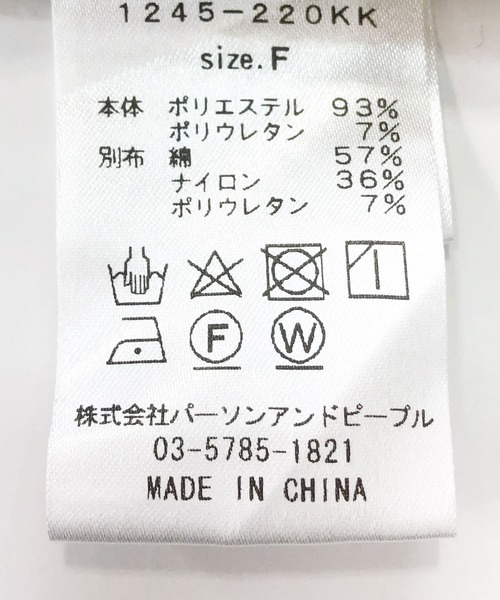 1245-220KK
size.F
本体 ポリエステル 93%
ポリウレタン 7%
別布 綿 57%
ナイロン 36%
ポリウレタン 7%
F W
株式会社パーソンアンドピープル
03-5785-1821
MADE IN CHINA